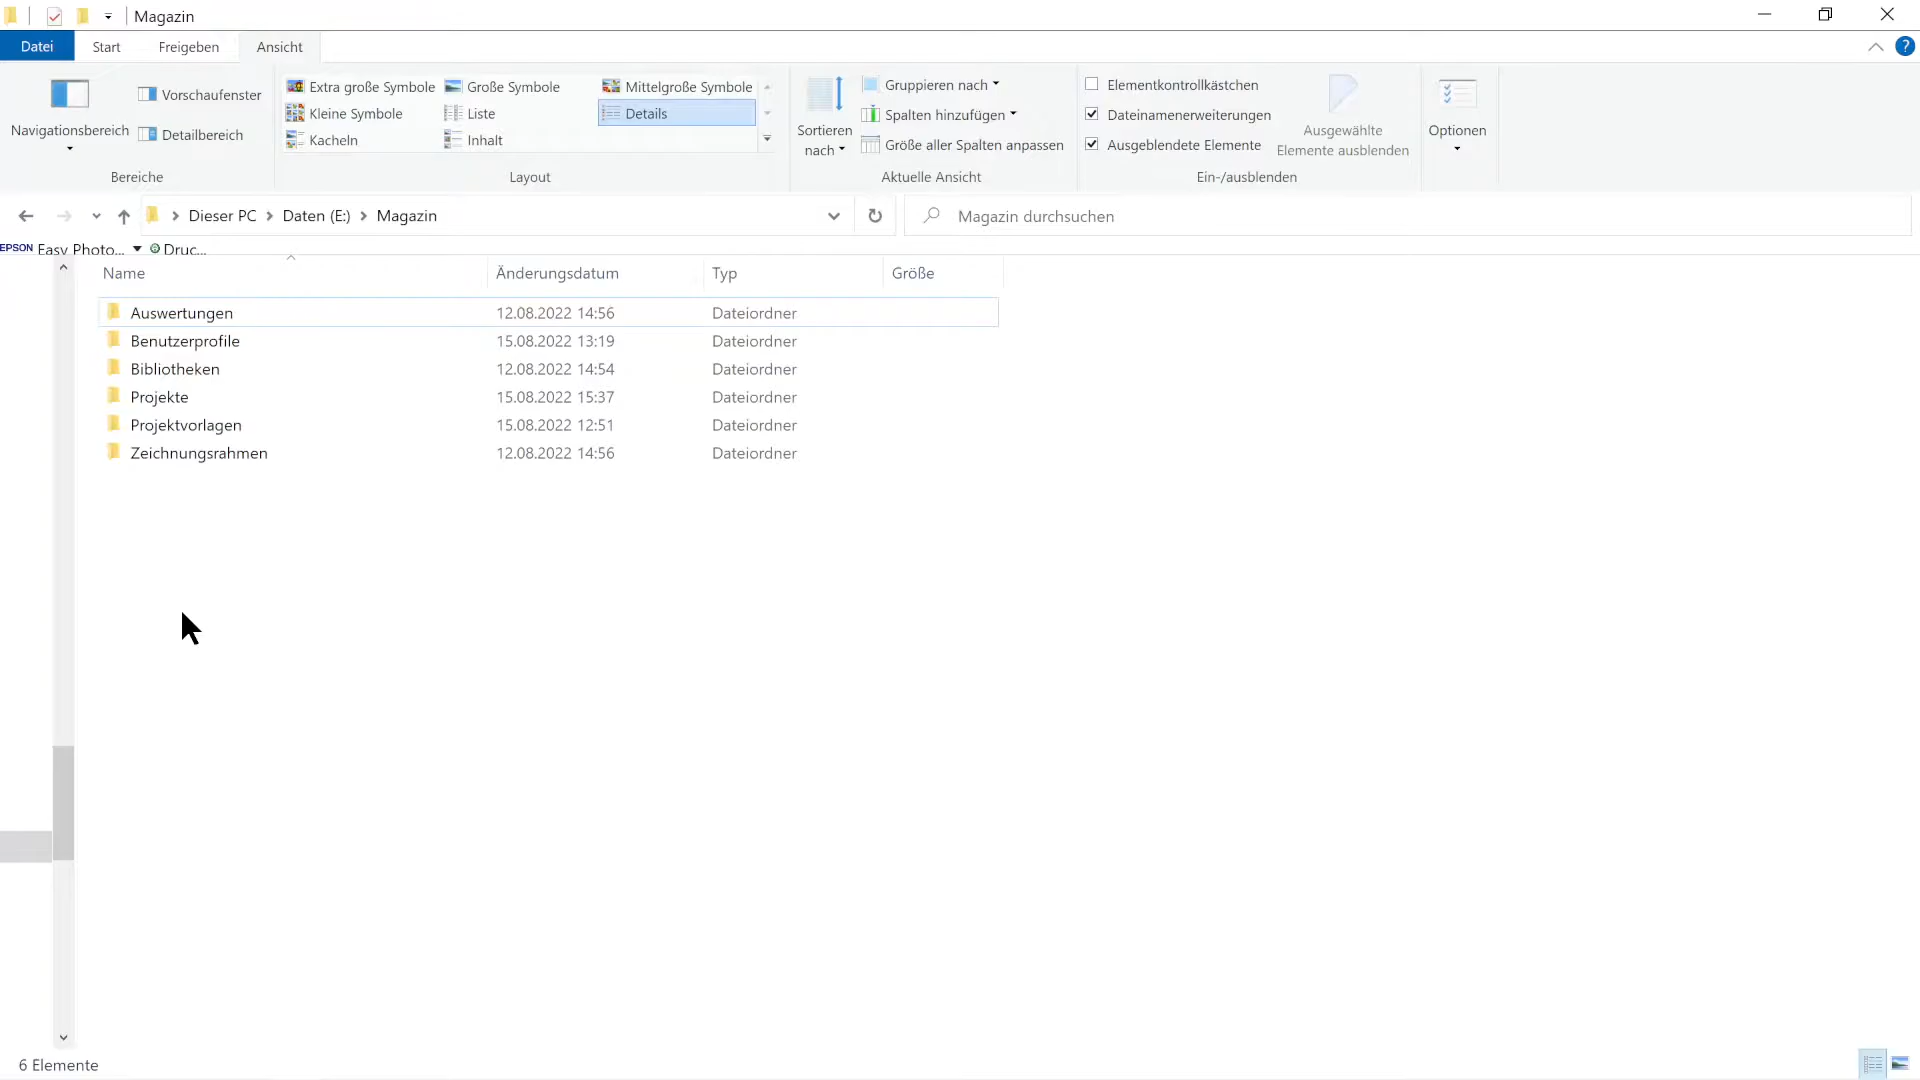 Magazin
Datei Start Freigeben Ansicht ?
Navigationsbereich
Vorschaufenster
Detailbereich
Bereiche
Extra große Symbole Große Symbole Mittelgroße Symbole
Kleine Symbole Liste Details
Kacheln Inhalt
Layout
Sortieren
nach
Gruppieren nach
Spalten hinzufügen
Größe aller Spalten anpassen
Aktuelle Ansicht
Elementkontrollkästchen
Dateinamenerweiterungen
Ausgeblendete Elemente
Ausgewählte
Elemente ausblenden
Ein-/ausblenden
Optionen
Dieser PC Daten (E:) Magazin
Magazin durchsuchen
EPSON Easy Photo... Druc...
Name Änderungsdatum Typ Größe
Auswertungen 12.08.2022 14:56 Dateiordner
Benutzerprofile 15.08.2022 13:19 Dateiordner
Bibliotheken 12.08.2022 14:54 Dateiordner
Projekte 15.08.2022 15:37 Dateiordner
Projektvorlagen 15.08.2022 12:51 Dateiordner
Zeichnungsrahmen 12.08.2022 14:56 Dateiordner
6 Elemente